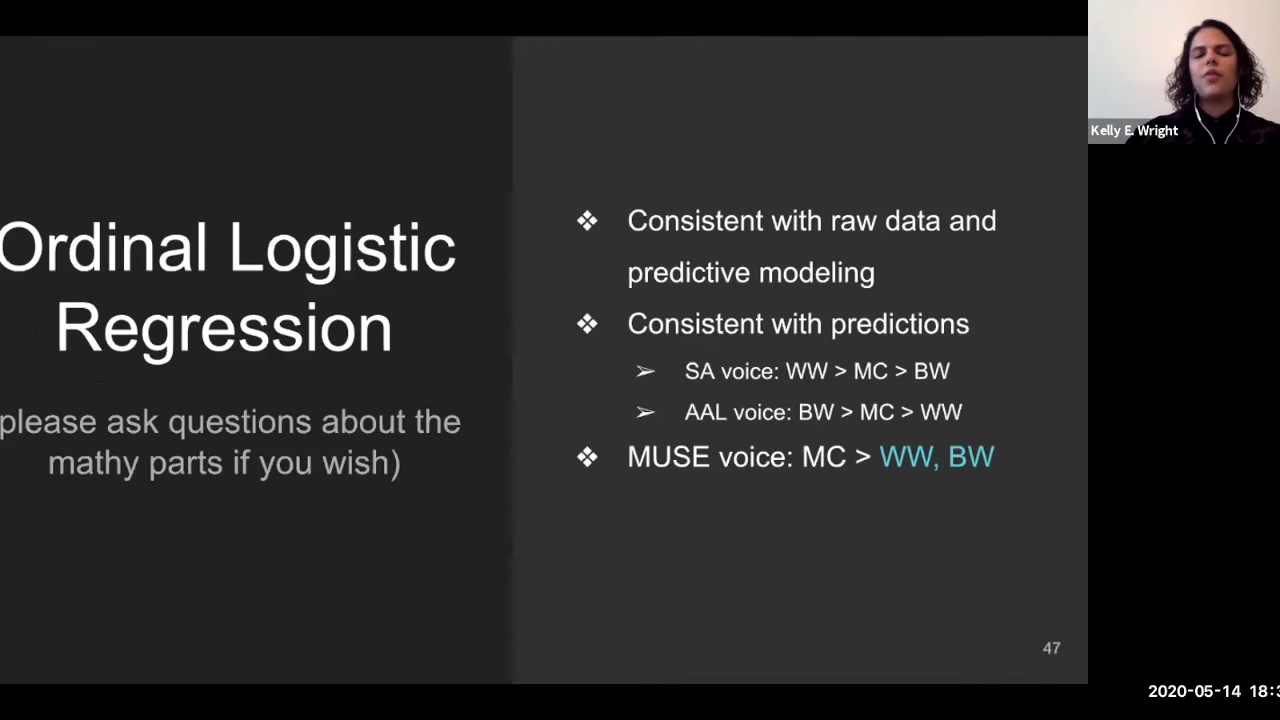 Ordinal Logistic
Regression
please ask questions about the
mathy parts if you wish)
❖ Consistent with raw data and
predictive modeling
❖ Consistent with predictions
➢ SA voice: WW > MC > BW
➢ AAL voice: BW > MC > WW
❖ MUSE voice: MC > WW, BW
47
Kelly E. Wright
2020-05-14 18:3